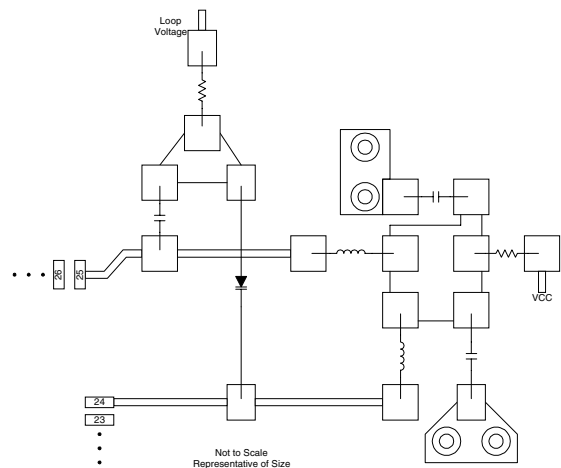 Loop
Voltage
26
25
VCC
24
23
Not to Scale
Representative of Size